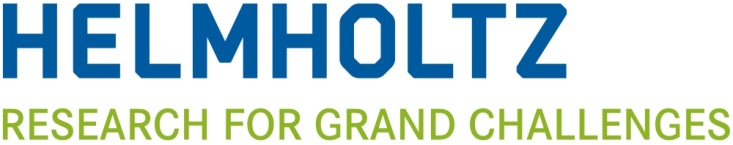 HELMHOLTZ
RESEARCH FOR GRAND CHALLENGES